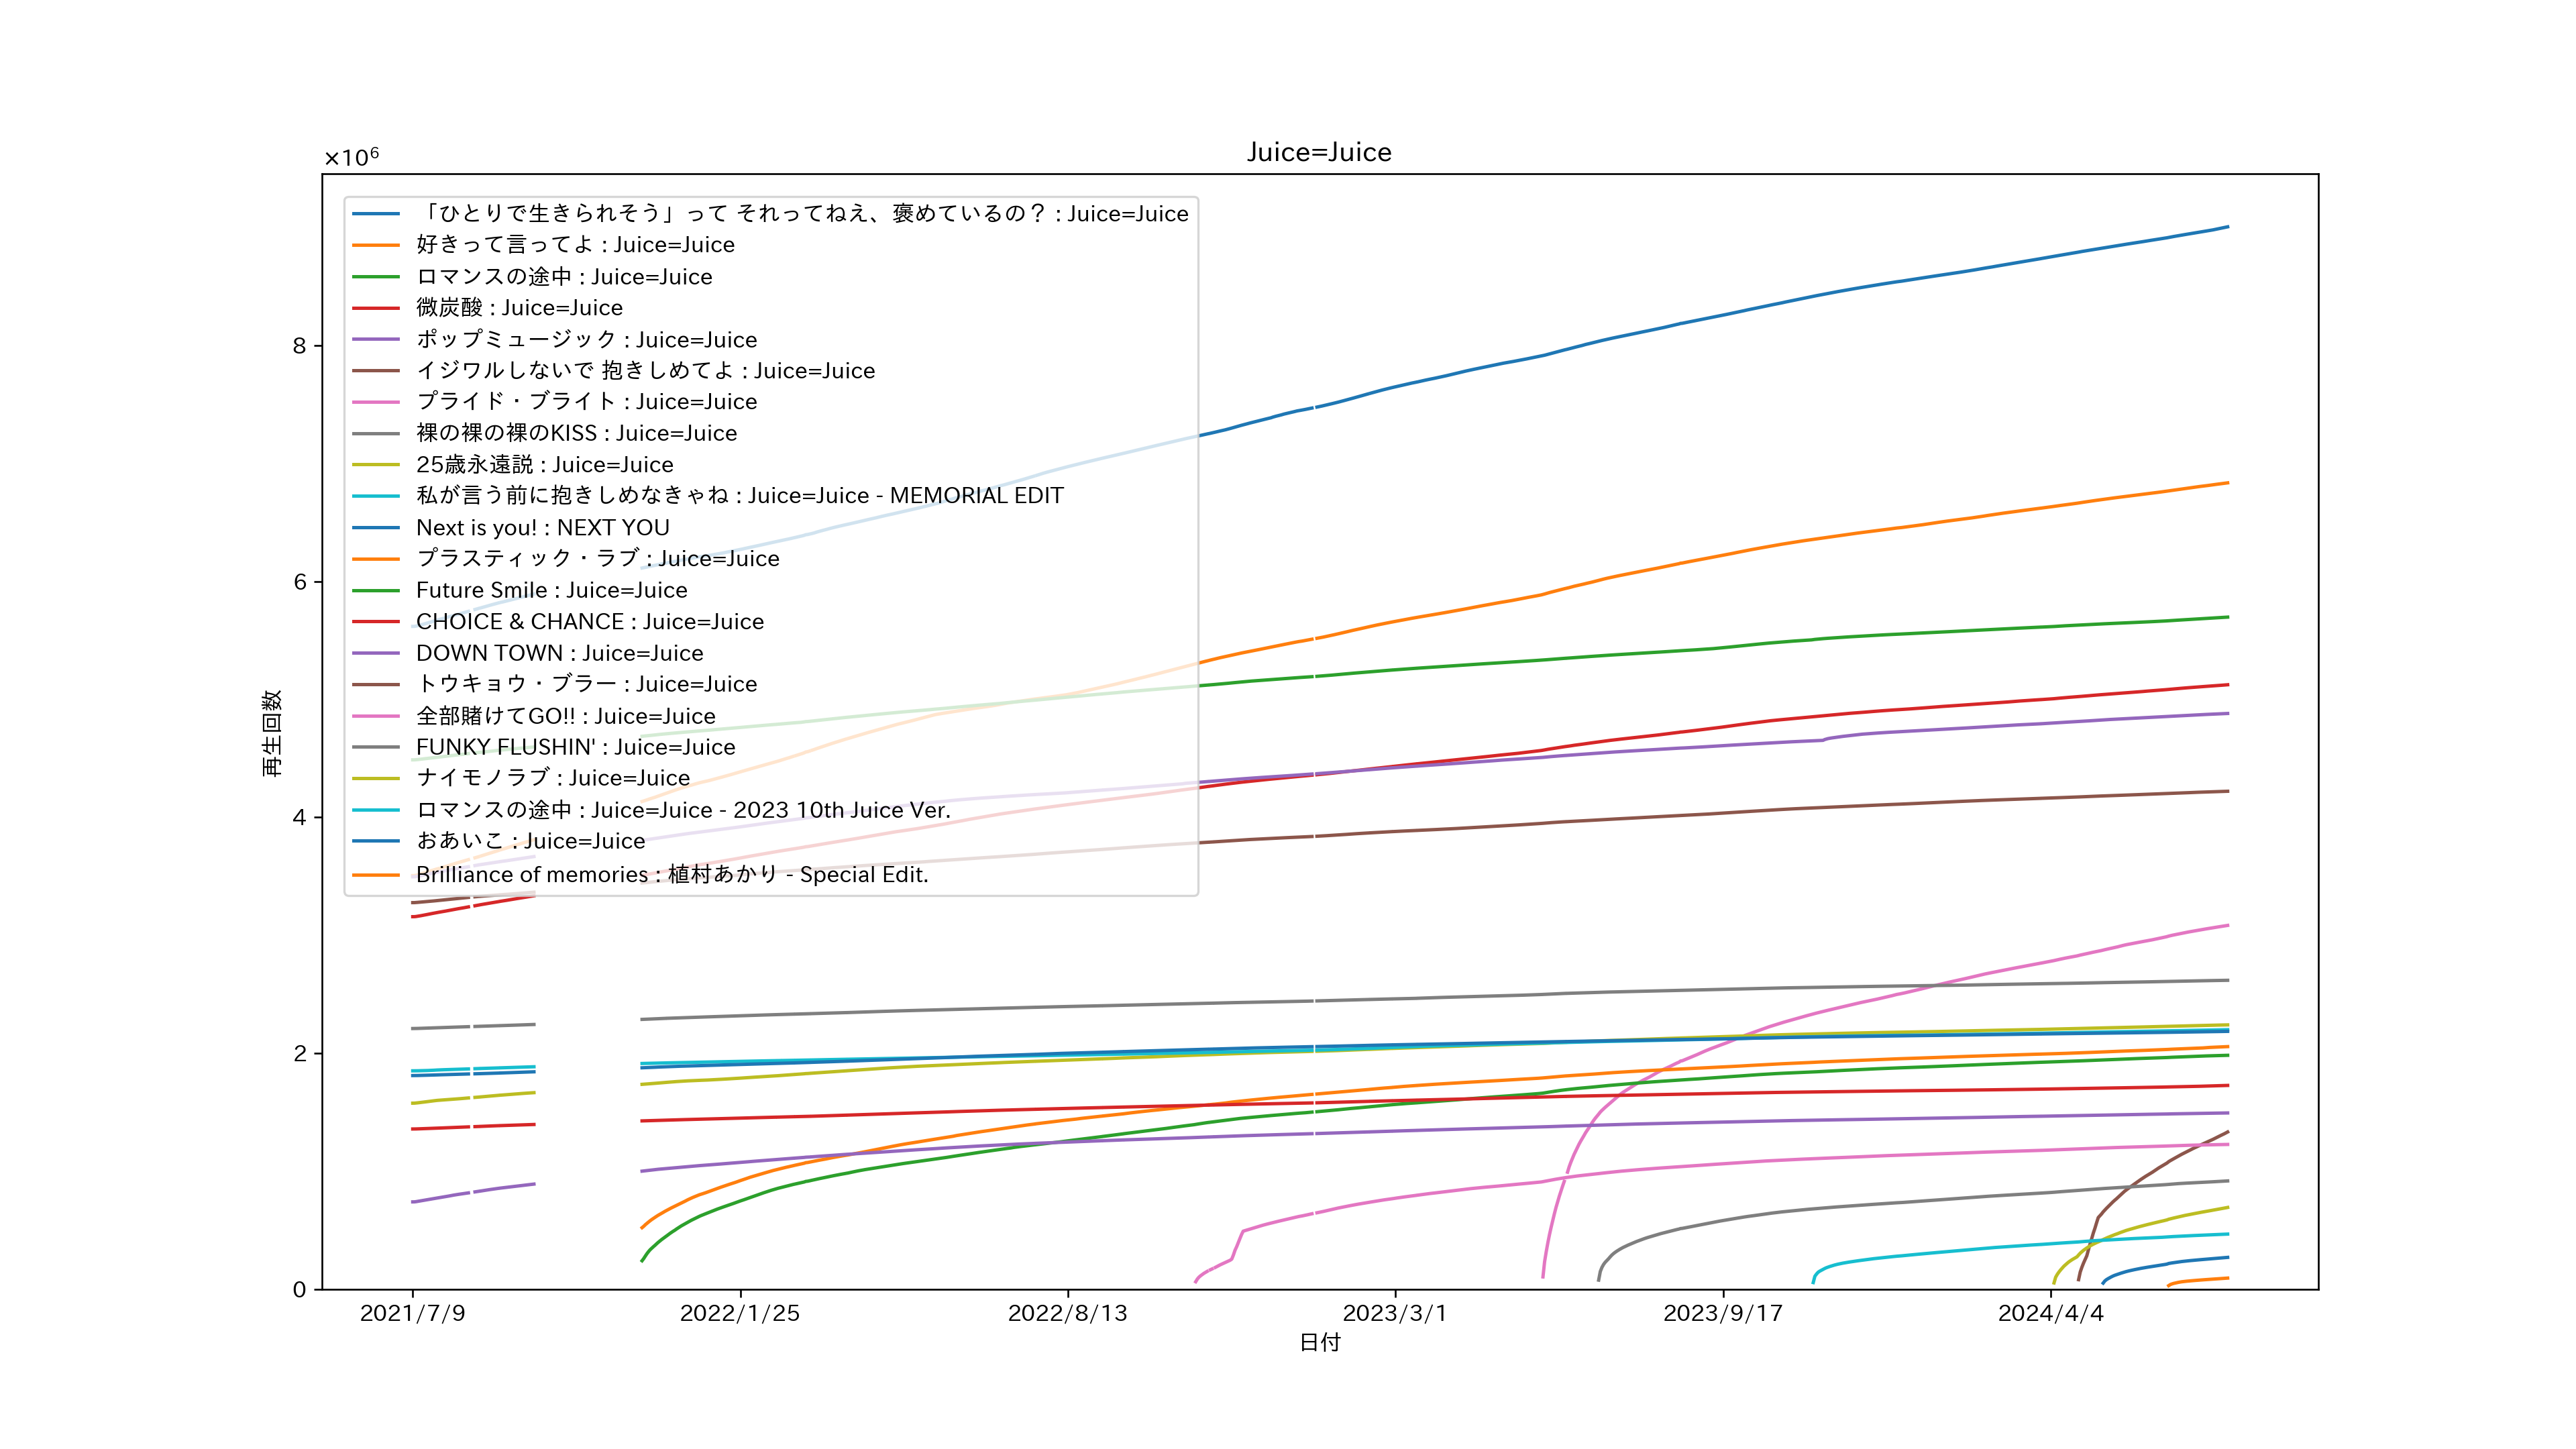 Juice=Juice
×10⁶
「ひとりで生きられそう」って それってねえ、褒めているの? : Juice=Juice
好きって言ってよ : Juice=Juice
ロマンスの途中 : Juice=Juice
微炭酸 : Juice=Juice
ポップミュージック : Juice=Juice
イジワルしないで 抱きしめてよ : Juice=Juice
プライド・ブライト : Juice=Juice
裸の裸の裸のKISS : Juice=Juice
25歳永遠説 : Juice=Juice
私が言う前に抱きしめなきゃね : Juice=Juice - MEMORIAL EDIT
Next is you! : NEXT YOU
プラスティック・ラブ : Juice=Juice
Future Smile : Juice=Juice
CHOICE & CHANCE : Juice=Juice
DOWN TOWN : Juice=Juice
トウキョウ・ブラー : Juice=Juice
全部賭けてGO!! : Juice=Juice
FUNKY FLUSHIN' : Juice=Juice
ナイモノラブ : Juice=Juice
ロマンスの途中 : Juice=Juice - 2023 10th Juice Ver.
おあいこ : Juice=Juice
Brilliance of memories : 植村あかり - Special Edit.
8
6
4
2
0
再生回数
2021/7/9
2022/1/25
2022/8/13
2023/3/1
2023/9/17
2024/4/4
日付